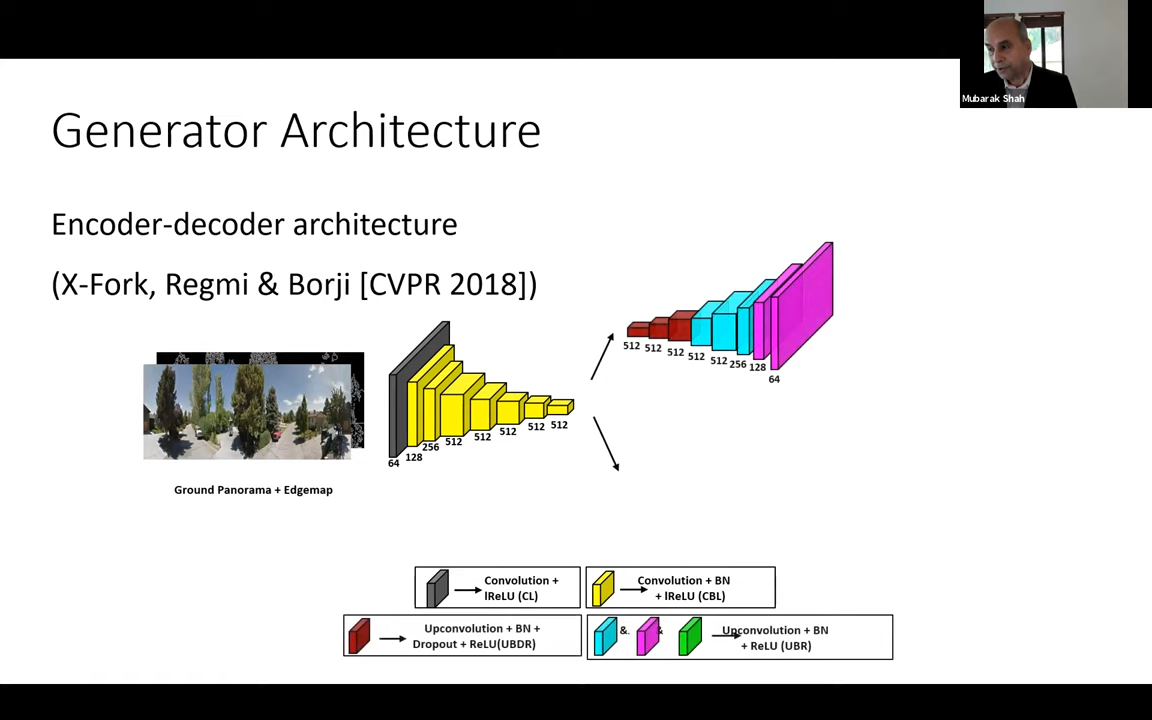 Mubarak Shah
Generator Architecture
Encoder-decoder architecture
(X-Fork, Regmi & Borji [CVPR 2018])
512 512 512 512 512 256 128
64
64 128 256 512 512 512 512 512
Ground Panorama + Edgemap
Convolution +
lReLU (CL)
Convolution + BN
+ lReLU (CBL)
Upconvolution + BN +
Dropout + ReLU(UBDR)
& &
Upconvolution + BN
+ ReLU (UBR)